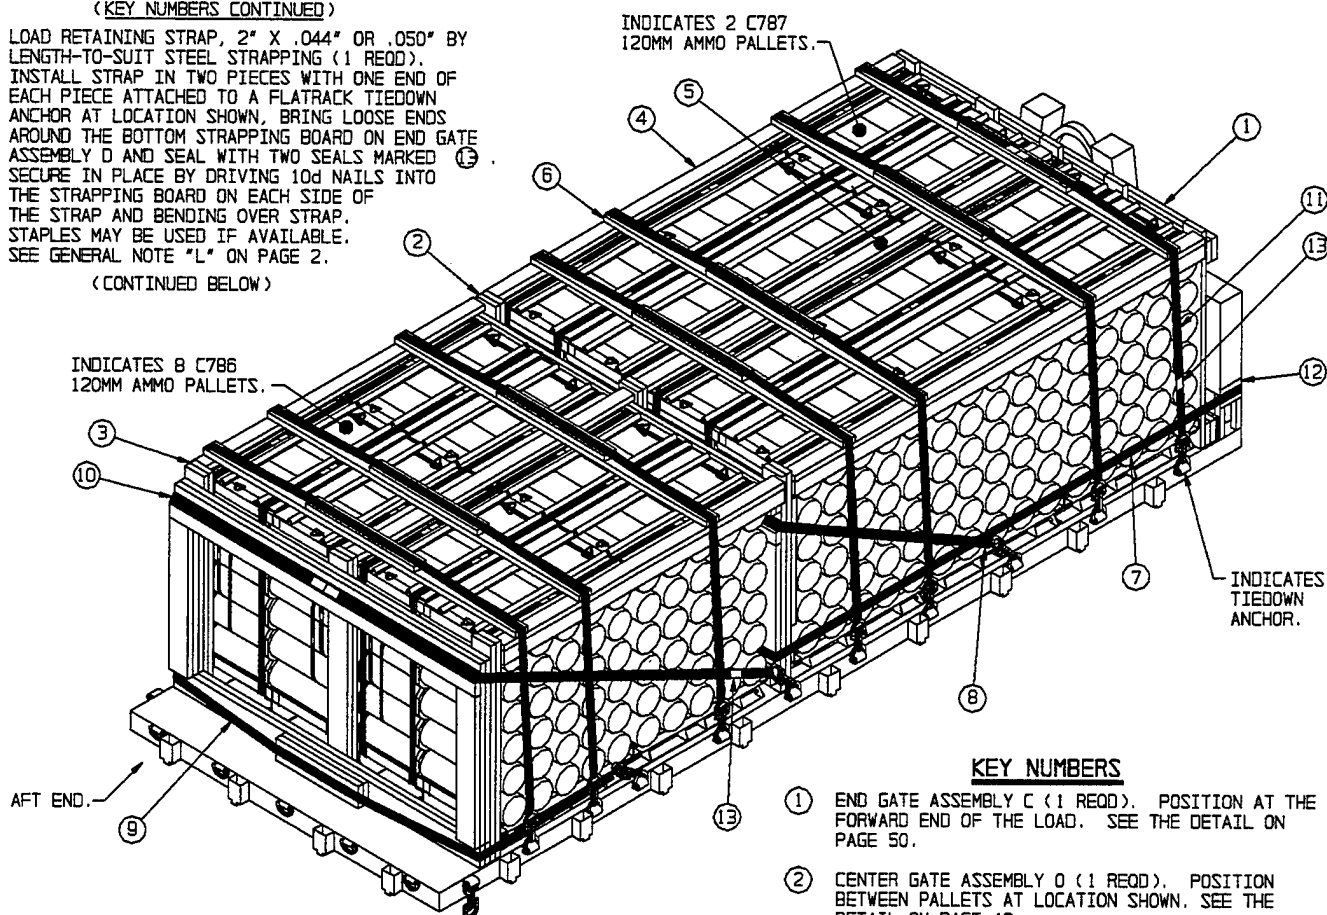 (KEY NUMBERS CONTINUED)
LOAD RETAINING STRAP, 2" X .044" OR .050" BY
LENGTH-TO-SUIT STEEL STRAPPING (1 REQD).
INSTALL STRAP IN TWO PIECES WITH ONE END OF
EACH PIECE ATTACHED TO A FLATRACK TIEDOWN
ANCHOR AT LOCATION SHOWN, BRING LOOSE ENDS
AROUND THE BOTTOM STRAPPING BOARD ON END GATE
ASSEMBLY D AND SEAL WITH TWO SEALS MARKED 13 .
SECURE IN PLACE BY DRIVING 10d NAILS INTO
THE STRAPPING BOARD ON EACH SIDE OF
THE STRAP AND BENDING OVER STRAP.
STAPLES MAY BE USED IF AVAILABLE.
SEE GENERAL NOTE "L" ON PAGE 2.
(CONTINUED BELOW)
INDICATES 2 C787
120MM AMMO PALLETS.
5
4
6
2
1
11
13
12
INDICATES 8 C786
120MM AMMO PALLETS.
3
10
7
INDICATES
TIEDOWN
ANCHOR.
8
AFT END.
9
13
KEY NUMBERS
1 END GATE ASSEMBLY C (1 REQD). POSITION AT THE
FORWARD END OF THE LOAD. SEE THE DETAIL ON
PAGE 50.
2 CENTER GATE ASSEMBLY O (1 REQD). POSITION
BETWEEN PALLETS AT LOCATION SHOWN. SEE THE
DETAIL ON PAGE